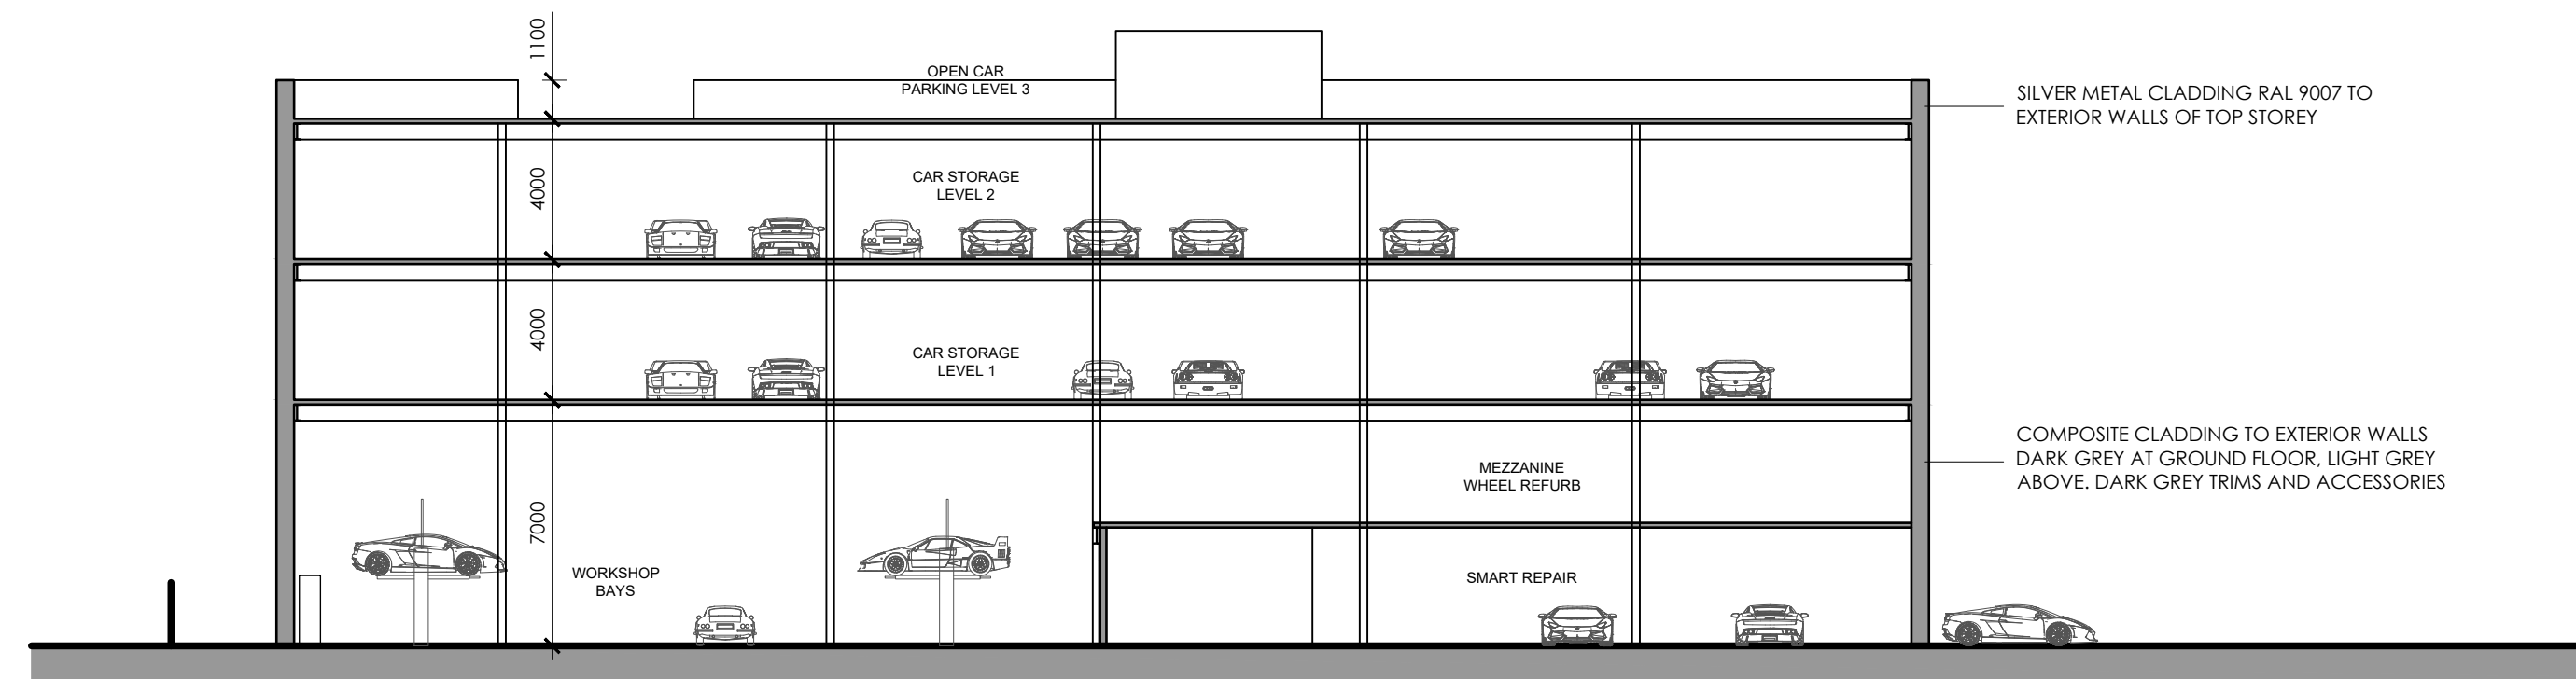 1100
OPEN CAR
PARKING LEVEL 3
SILVER METAL CLADDING RAL 9007 TO
EXTERIOR WALLS OF TOP STOREY
4000
CAR STORAGE
LEVEL 2
4000
CAR STORAGE
LEVEL 1
COMPOSITE CLADDING TO EXTERIOR WALLS
DARK GREY AT GROUND FLOOR, LIGHT GREY
ABOVE. DARK GREY TRIMS AND ACCESSORIES
MEZZANINE
WHEEL REFURB
7000
WORKSHOP
BAYS
SMART REPAIR